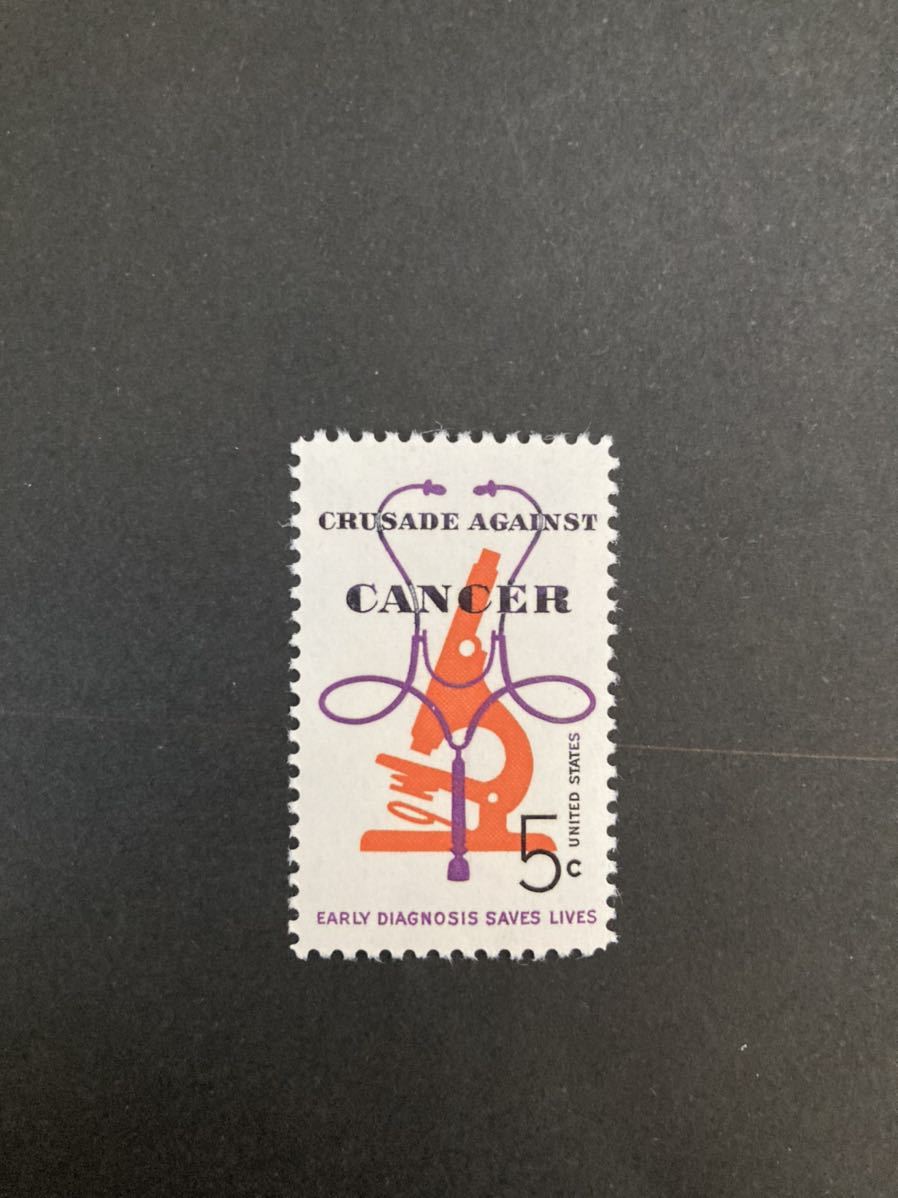 CRUSADE AGAINST
CANCER
UNITED STATES
5c
EARLY DIAGNOSIS SAVES LIVES